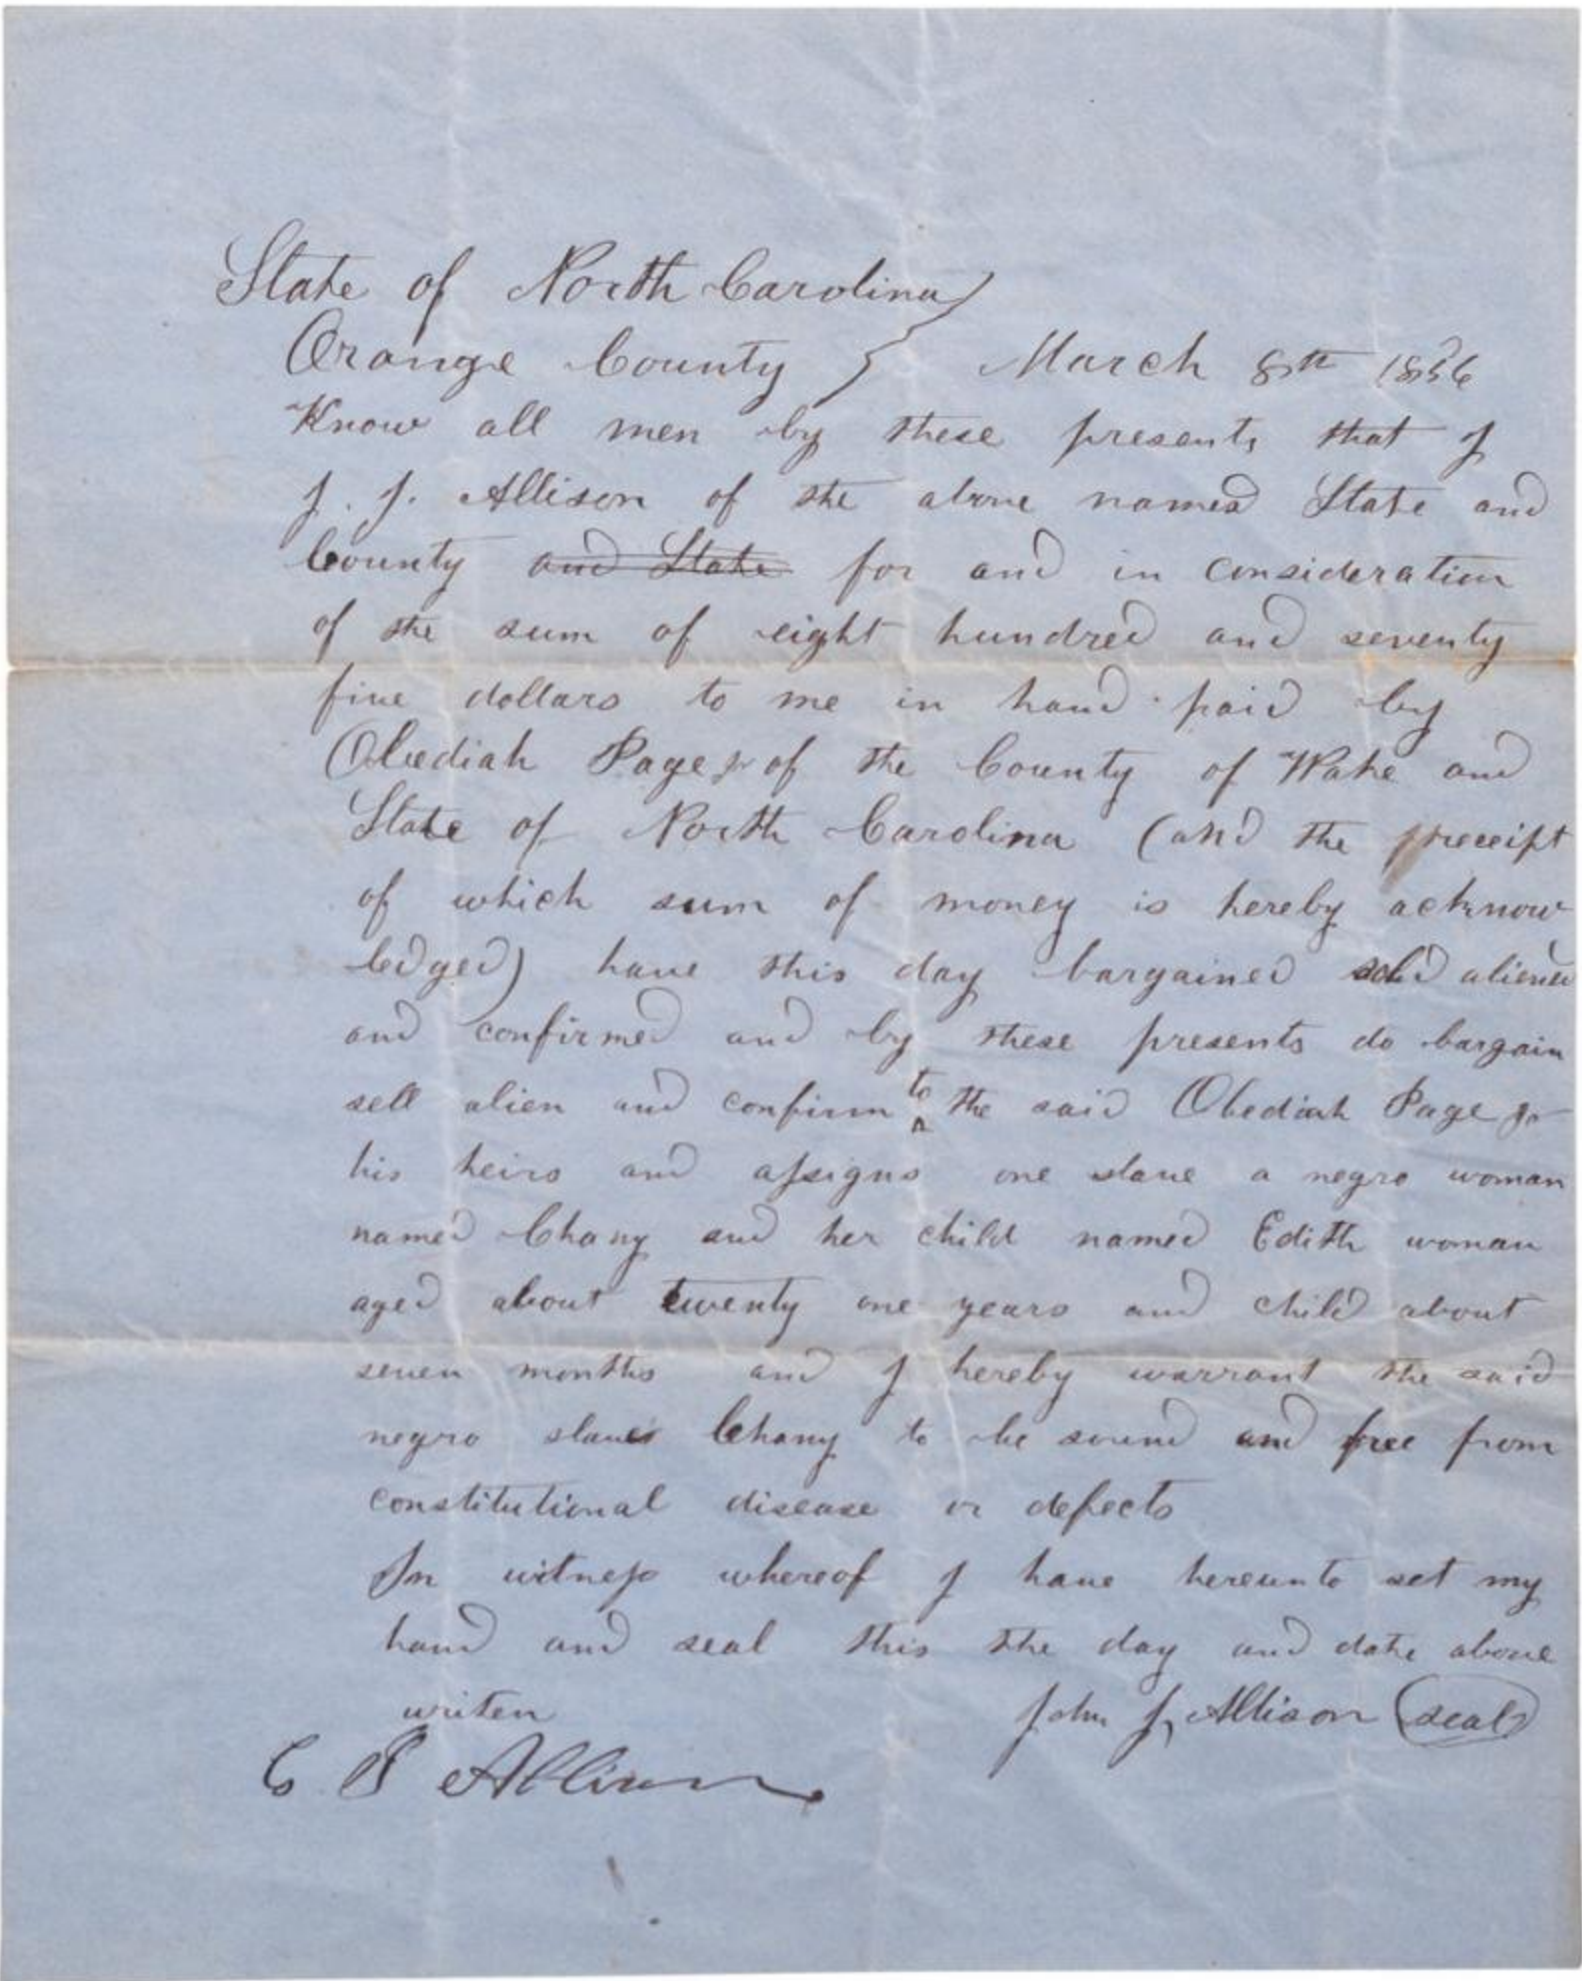 State of North Carolina
Orange County } March 8th 1856
Know all men by these presents that I
J. J. Allison of the above named State and
County and State for and in consideration
of the sum of eight hundred and seventy
five dollars to me in hand paid by
Obediah Page Jr of the County of Wake and
State of North Carolina (and the receipt
of which sum of money is hereby acknow
ledged) have this day bargained sold aliened
and confirmed and by these presents do bargain
sell alien and confirm to the said Obediah Page Jr
his heirs and assigns one slave a negro woman
named Chany and her child named Edith woman
aged about twenty one years and child about
seven months and I hereby warrant the said
negro slaves Chany to be sound and free from
constitutional disease or defects
In witness whereof I have hereunto set my
hand and seal this the day and date above
writen John J. Allison (seal)
C Allison